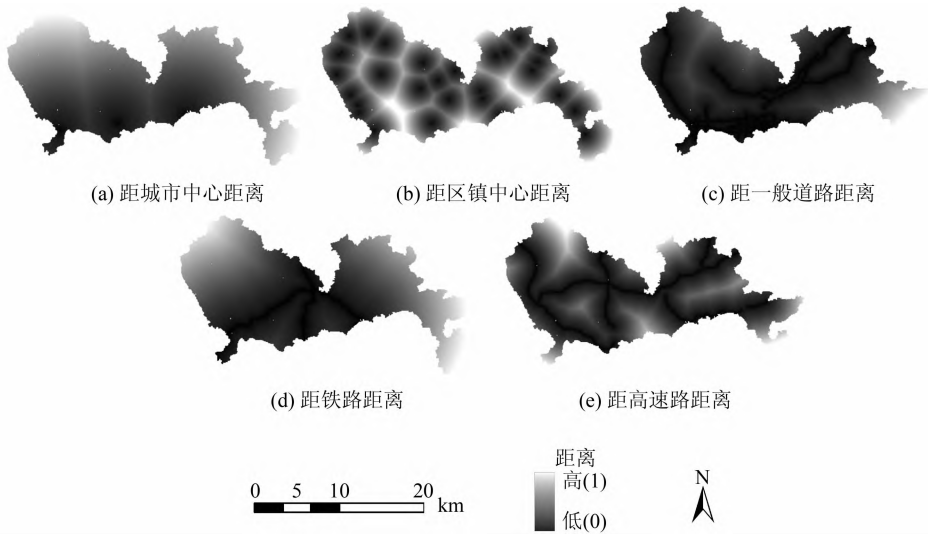 (a) 距城市中心距离
(b) 距区镇中心距离
(c) 距一般道路距离
(d) 距铁路距离
(e) 距高速路距离
距离
高(1)
低(0)
0 5 10 20
km
N